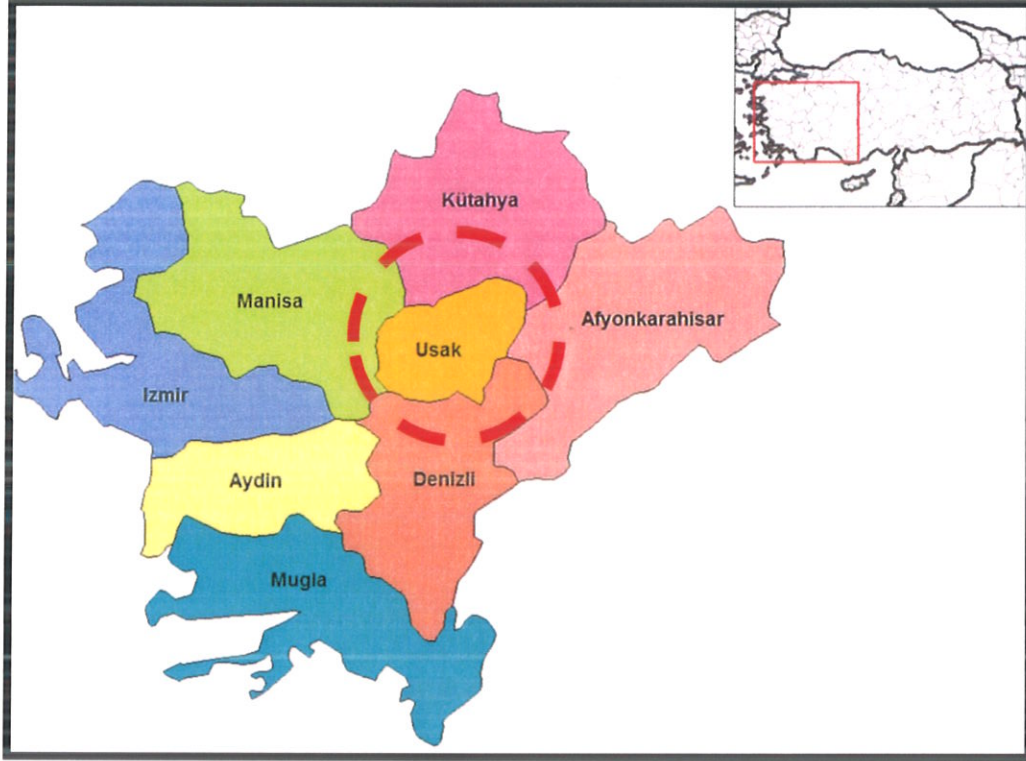 Kütahya
Manisa
Afyonkarahisar
Usak
Izmir
Aydin
Denizli
Mugla